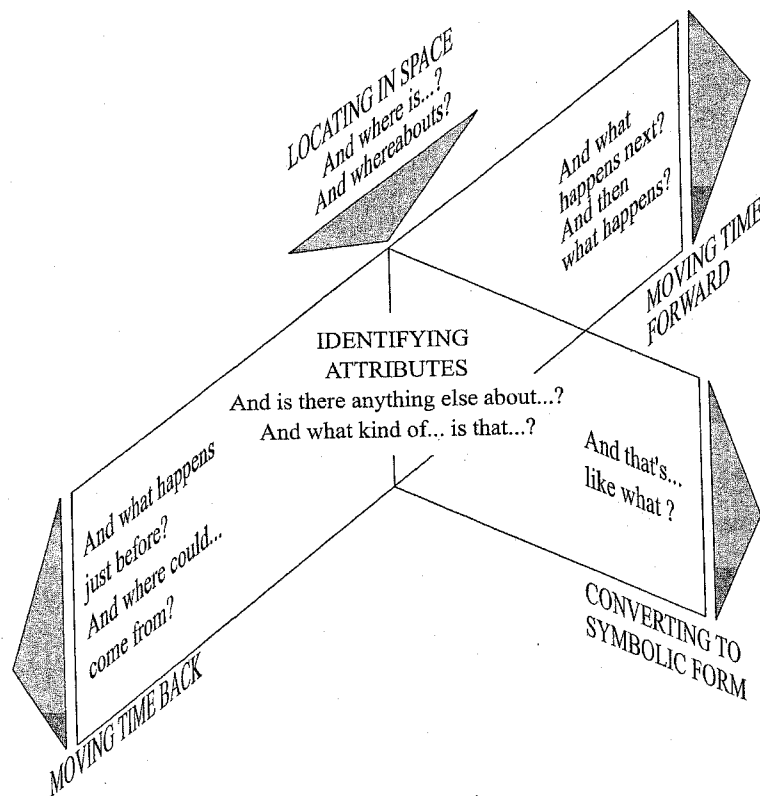 LOCATING IN SPACE
And where is...?
And whereabouts?
And what
happens next?
And then
what happens?
MOVING TIME
FORWARD
IDENTIFYING
ATTRIBUTES
And is there anything else about...?
And what kind of... is that...?
And that's...
like what ?
CONVERTING TO
SYMBOLIC FORM
And what happens
just before?
And where could...
come from?
MOVING TIME BACK